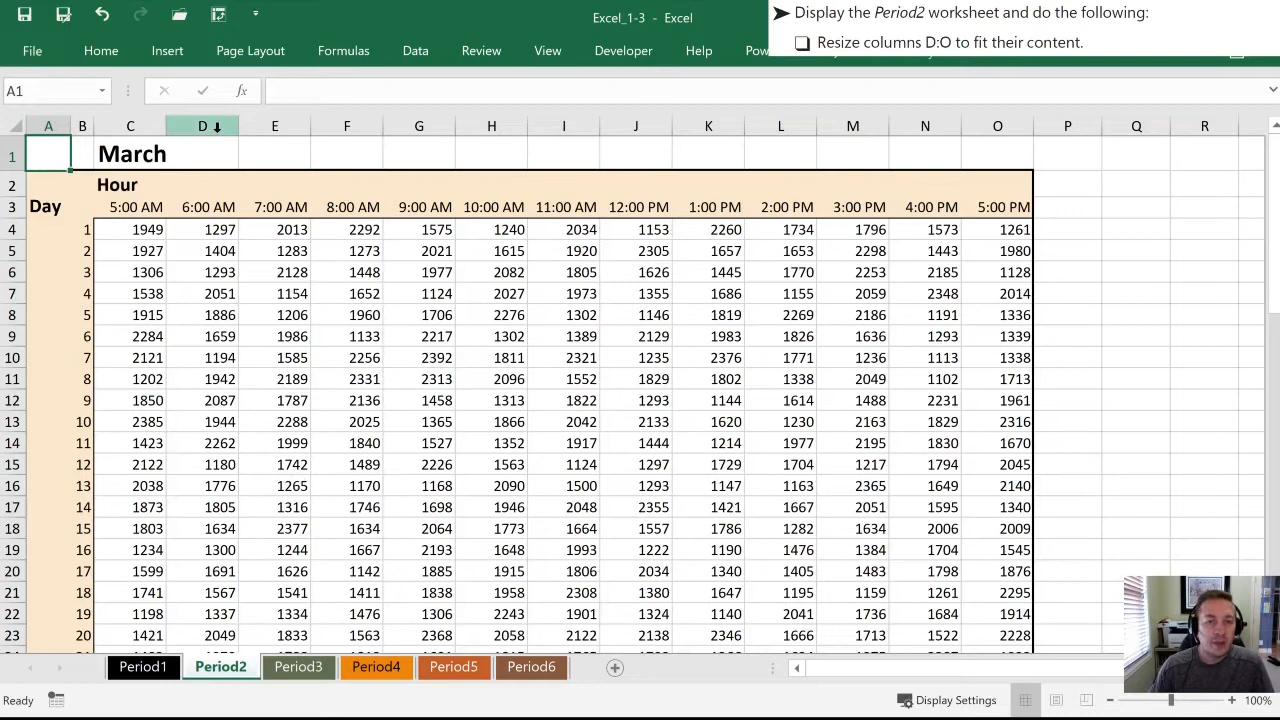 Excel_1-3 - Excel
➤ Display the Period2 worksheet and do the following:
❏ Resize columns D:O to fit their content.
File Home Insert Page Layout Formulas Data Review View Developer Help Pow
A1 fx
A B C D E F G H I J K L M N O P Q R
1 March
2 Hour
3 Day 5:00 AM 6:00 AM 7:00 AM 8:00 AM 9:00 AM 10:00 AM 11:00 AM 12:00 PM 1:00 PM 2:00 PM 3:00 PM 4:00 PM 5:00 PM
4 1 1949 1297 2013 2292 1575 1240 2034 1153 2260 1734 1796 1573 1261
5 2 1927 1404 1283 1273 2021 1615 1920 2305 1657 1653 2298 1443 1980
6 3 1306 1293 2128 1448 1977 2082 1805 1626 1445 1770 2253 2185 1128
7 4 1538 2051 1154 1652 1124 2027 1973 1355 1686 1155 2059 2348 2014
8 5 1915 1886 1206 1960 1706 2276 1302 1146 1819 2269 2186 1191 1336
9 6 2284 1659 1986 1133 2217 1302 1389 2129 1983 1826 1636 1293 1339
10 7 2121 1194 1585 2256 2392 1811 2321 1235 2376 1771 1236 1113 1338
11 8 1202 1942 2189 2331 2313 2096 1552 1829 1802 1338 2049 1102 1713
12 9 1850 2087 1787 2136 1458 1313 1822 1293 1144 1614 1488 2231 1961
13 10 2385 1944 2288 2025 1365 1866 2042 2133 1620 1230 2163 1829 2316
14 11 1423 2262 1999 1840 1527 1352 1917 1444 1214 1977 2195 1830 1670
15 12 2122 1180 1742 1489 2226 1563 1124 1297 1729 1704 1217 1794 2045
16 13 2038 1776 1265 1170 1168 2090 1500 1293 1147 1163 2365 1649 2140
17 14 1873 1805 1316 1746 1698 1946 2048 2355 1421 1667 2051 1595 1340
18 15 1803 1634 2377 1634 2064 1773 1664 1557 1786 1282 1634 2006 2009
19 16 1234 1300 1244 1667 2193 1648 1993 1222 1190 1476 1384 1704 1545
20 17 1599 1691 1626 1142 1885 1915 1806 2034 1340 1405 1483 1798 1876
21 18 1741 1567 1541 1411 1838 1958 2308 1380 1647 1195 1159 1261 2295
22 19 1198 1337 1334 1476 1306 2243 1901 1324 1140 2041 1736 1684 1914
23 20 1421 2049 1833 1563 2368 2058 2122 2138 2346 1666 1713 1522 2228
Period1 Period2 Period3 Period4 Period5 Period6
Ready Display Settings 100%